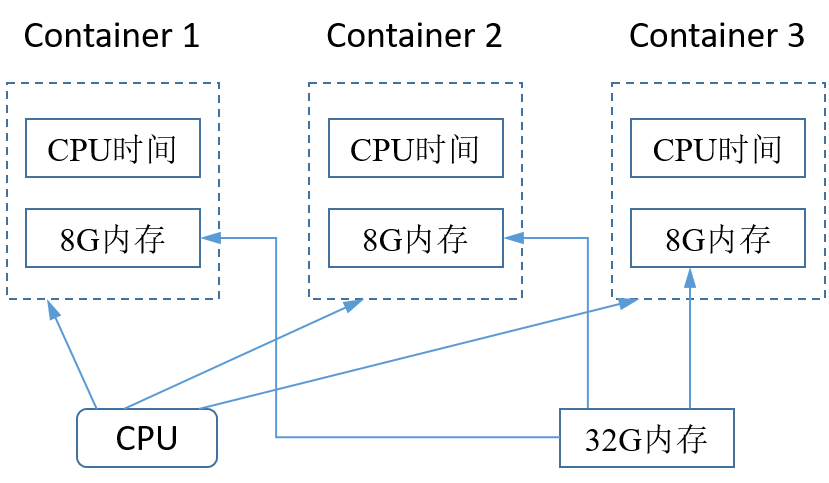 Container 1
Container 2
Container 3
CPU时间
CPU时间
CPU时间
8G内存
8G内存
8G内存
CPU
32G内存